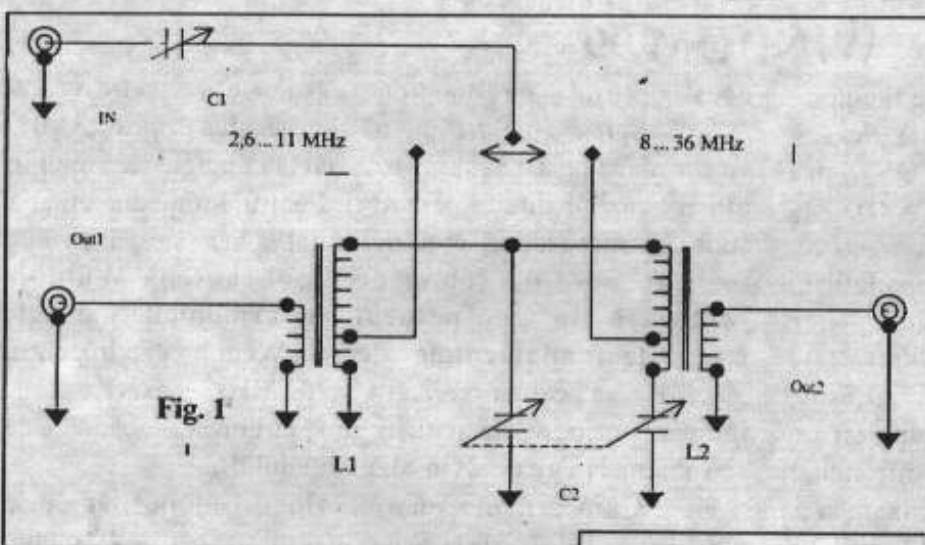 C1
IN
2,6...11 MHz
8...36 MHz
Out1
Out2
Fig. 1
L1
L2
C2